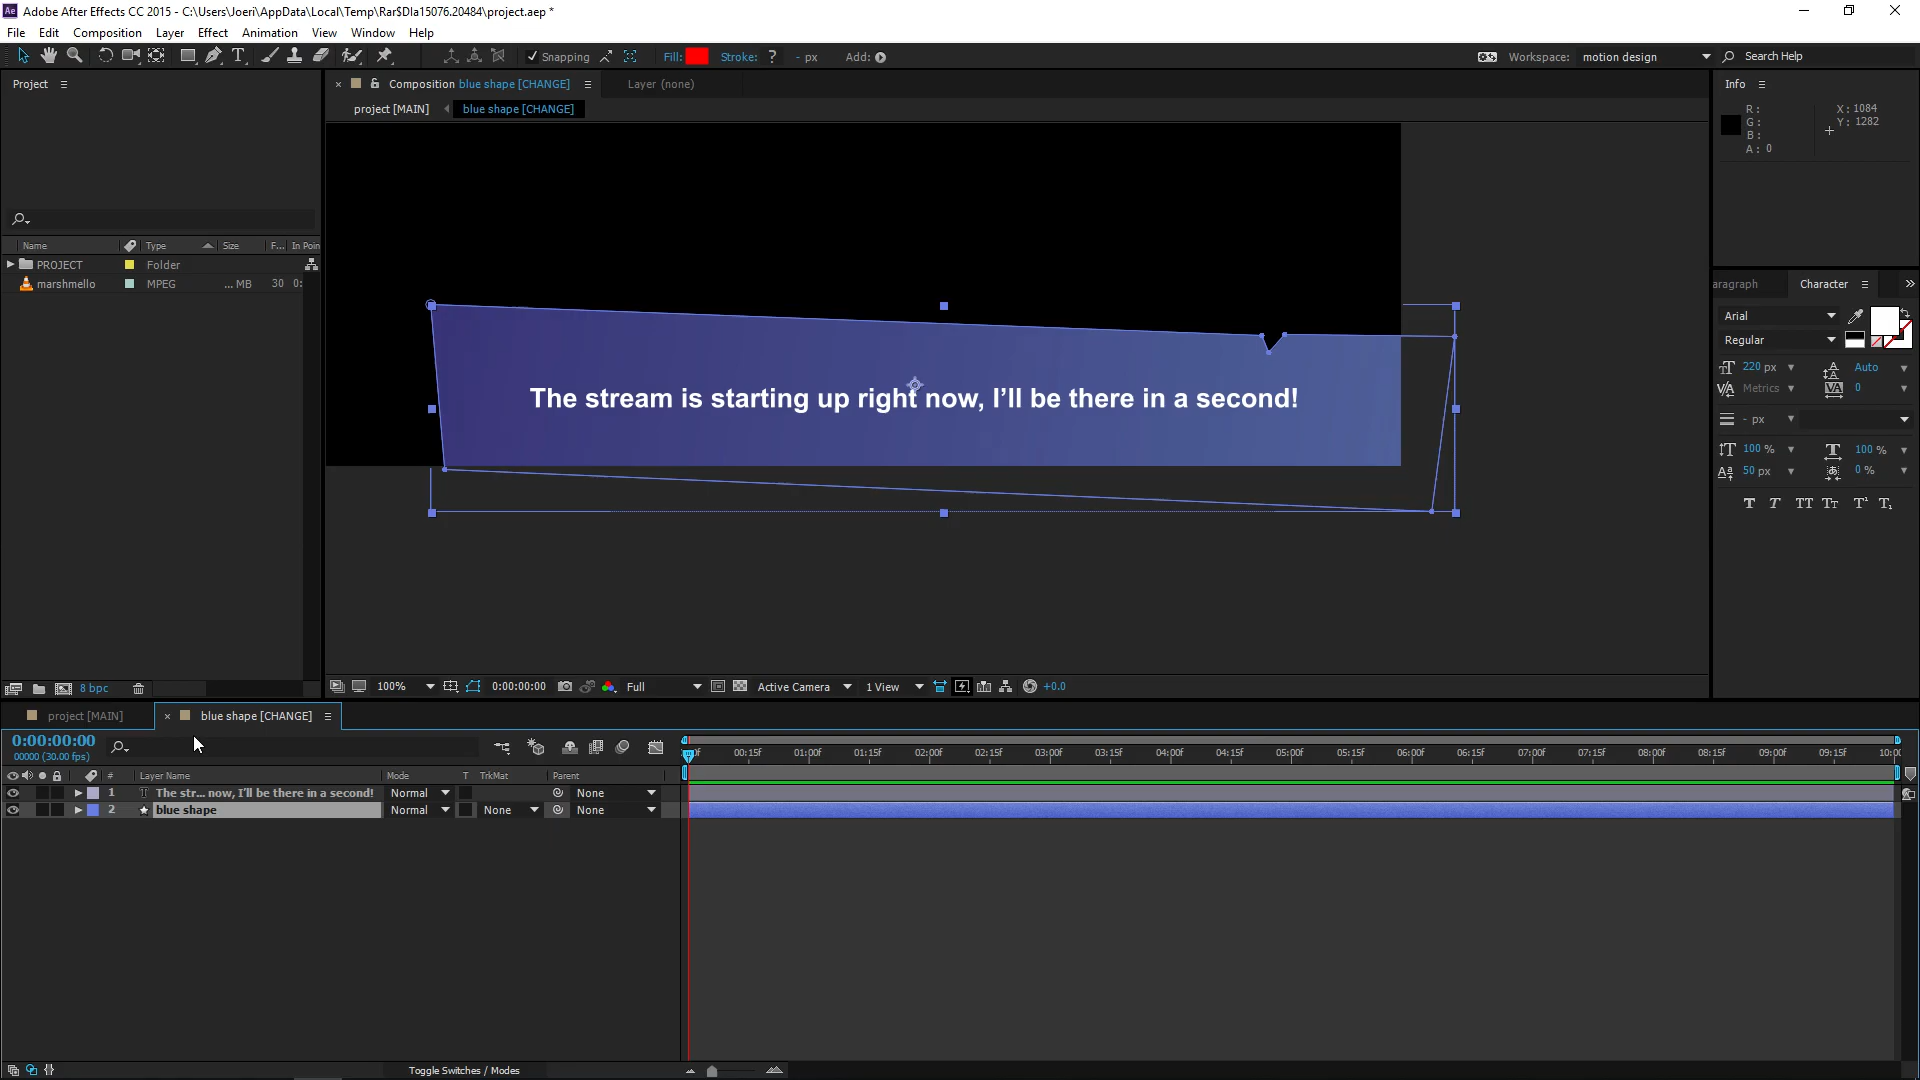 Adobe After Effects CC 2015 - C:\Users\Joeri\AppData\Local\Temp\Rar$DIa15076.20484\project.aep *
File Edit Composition Layer Effect Animation View Window Help
Snapping Fill: Stroke: ? - px Add: Workspace: motion design Search Help
Project
Composition blue shape [CHANGE] Layer (none)
project [MAIN] blue shape [CHANGE]
Info
R:
G:
B:
A: 0
X: 1084
Y: 1282
Name Type Size F... In Poin
PROJECT Folder
marshmello MPEG ... MB 30 0:
The stream is starting up right now, I’ll be there in a second!
aragraph Character
Arial
Regular
220 px Auto
Metrics 0
- px
100 % 100 %
50 px 0 %
8 bpc
100% 0:00:00:00 Full Active Camera 1 View +0.0
project [MAIN] blue shape [CHANGE]
0:00:00:00
00000 (30.00 fps)
# Layer Name Mode T TrkMat Parent
1 The str... now, I’ll be there in a second! Normal None
2 blue shape Normal None None
0f 00:15f 01:00f 01:15f 02:00f 02:15f 03:00f 03:15f 04:00f 04:15f 05:00f 05:15f 06:00f 06:15f 07:00f 07:15f 08:00f 08:15f 09:00f 09:15f 10:00
Toggle Switches / Modes